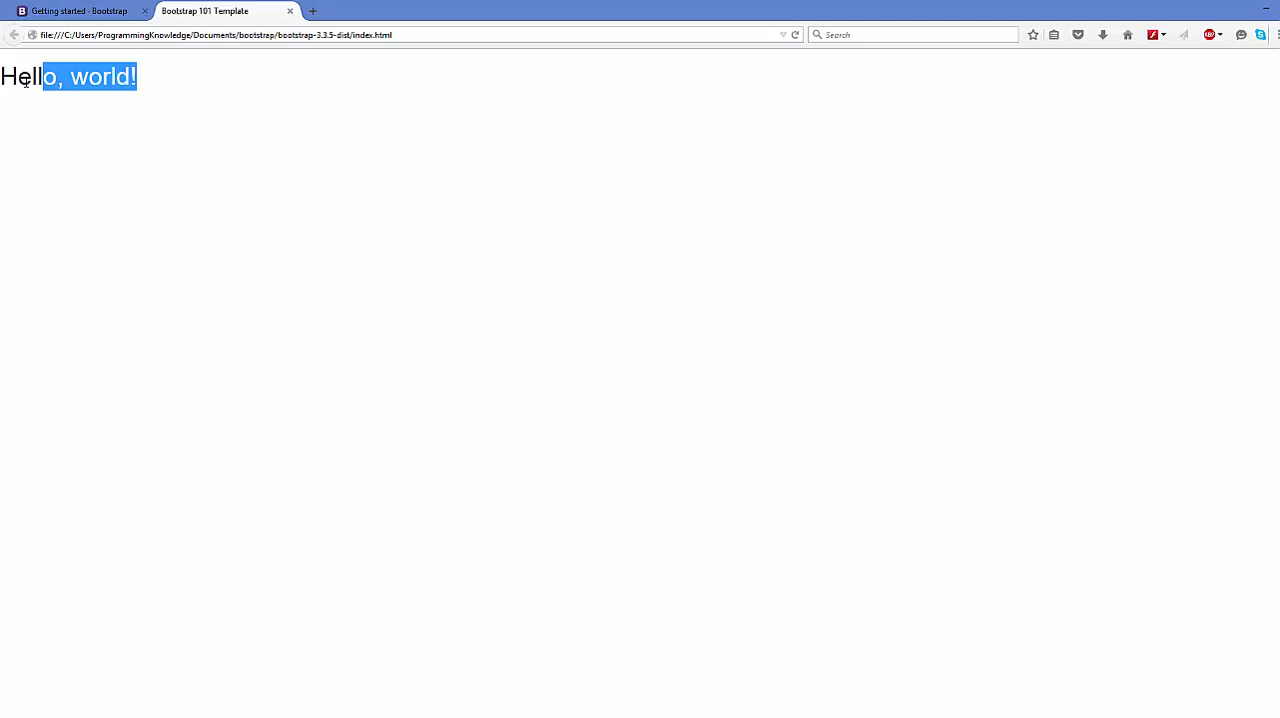 B Getting started - Bootstrap × Bootstrap 101 Template × +
file:///C:/Users/ProgrammingKnowledge/Documents/bootstrap/bootstrap-3.3.5-dist/index.html Search ABP
Hello, world!